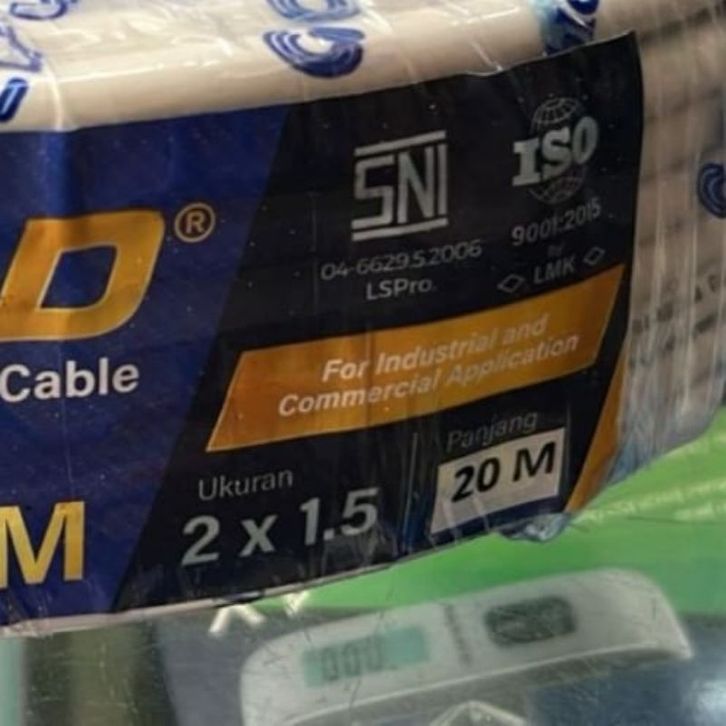 SNI
04-6629.5.2006
LSPro.
ISO
9001:2015
By
LMK
D®
Cable
For Industrial and
Commercial Application
M
Ukuran
2 x 1.5
Panjang
20 M